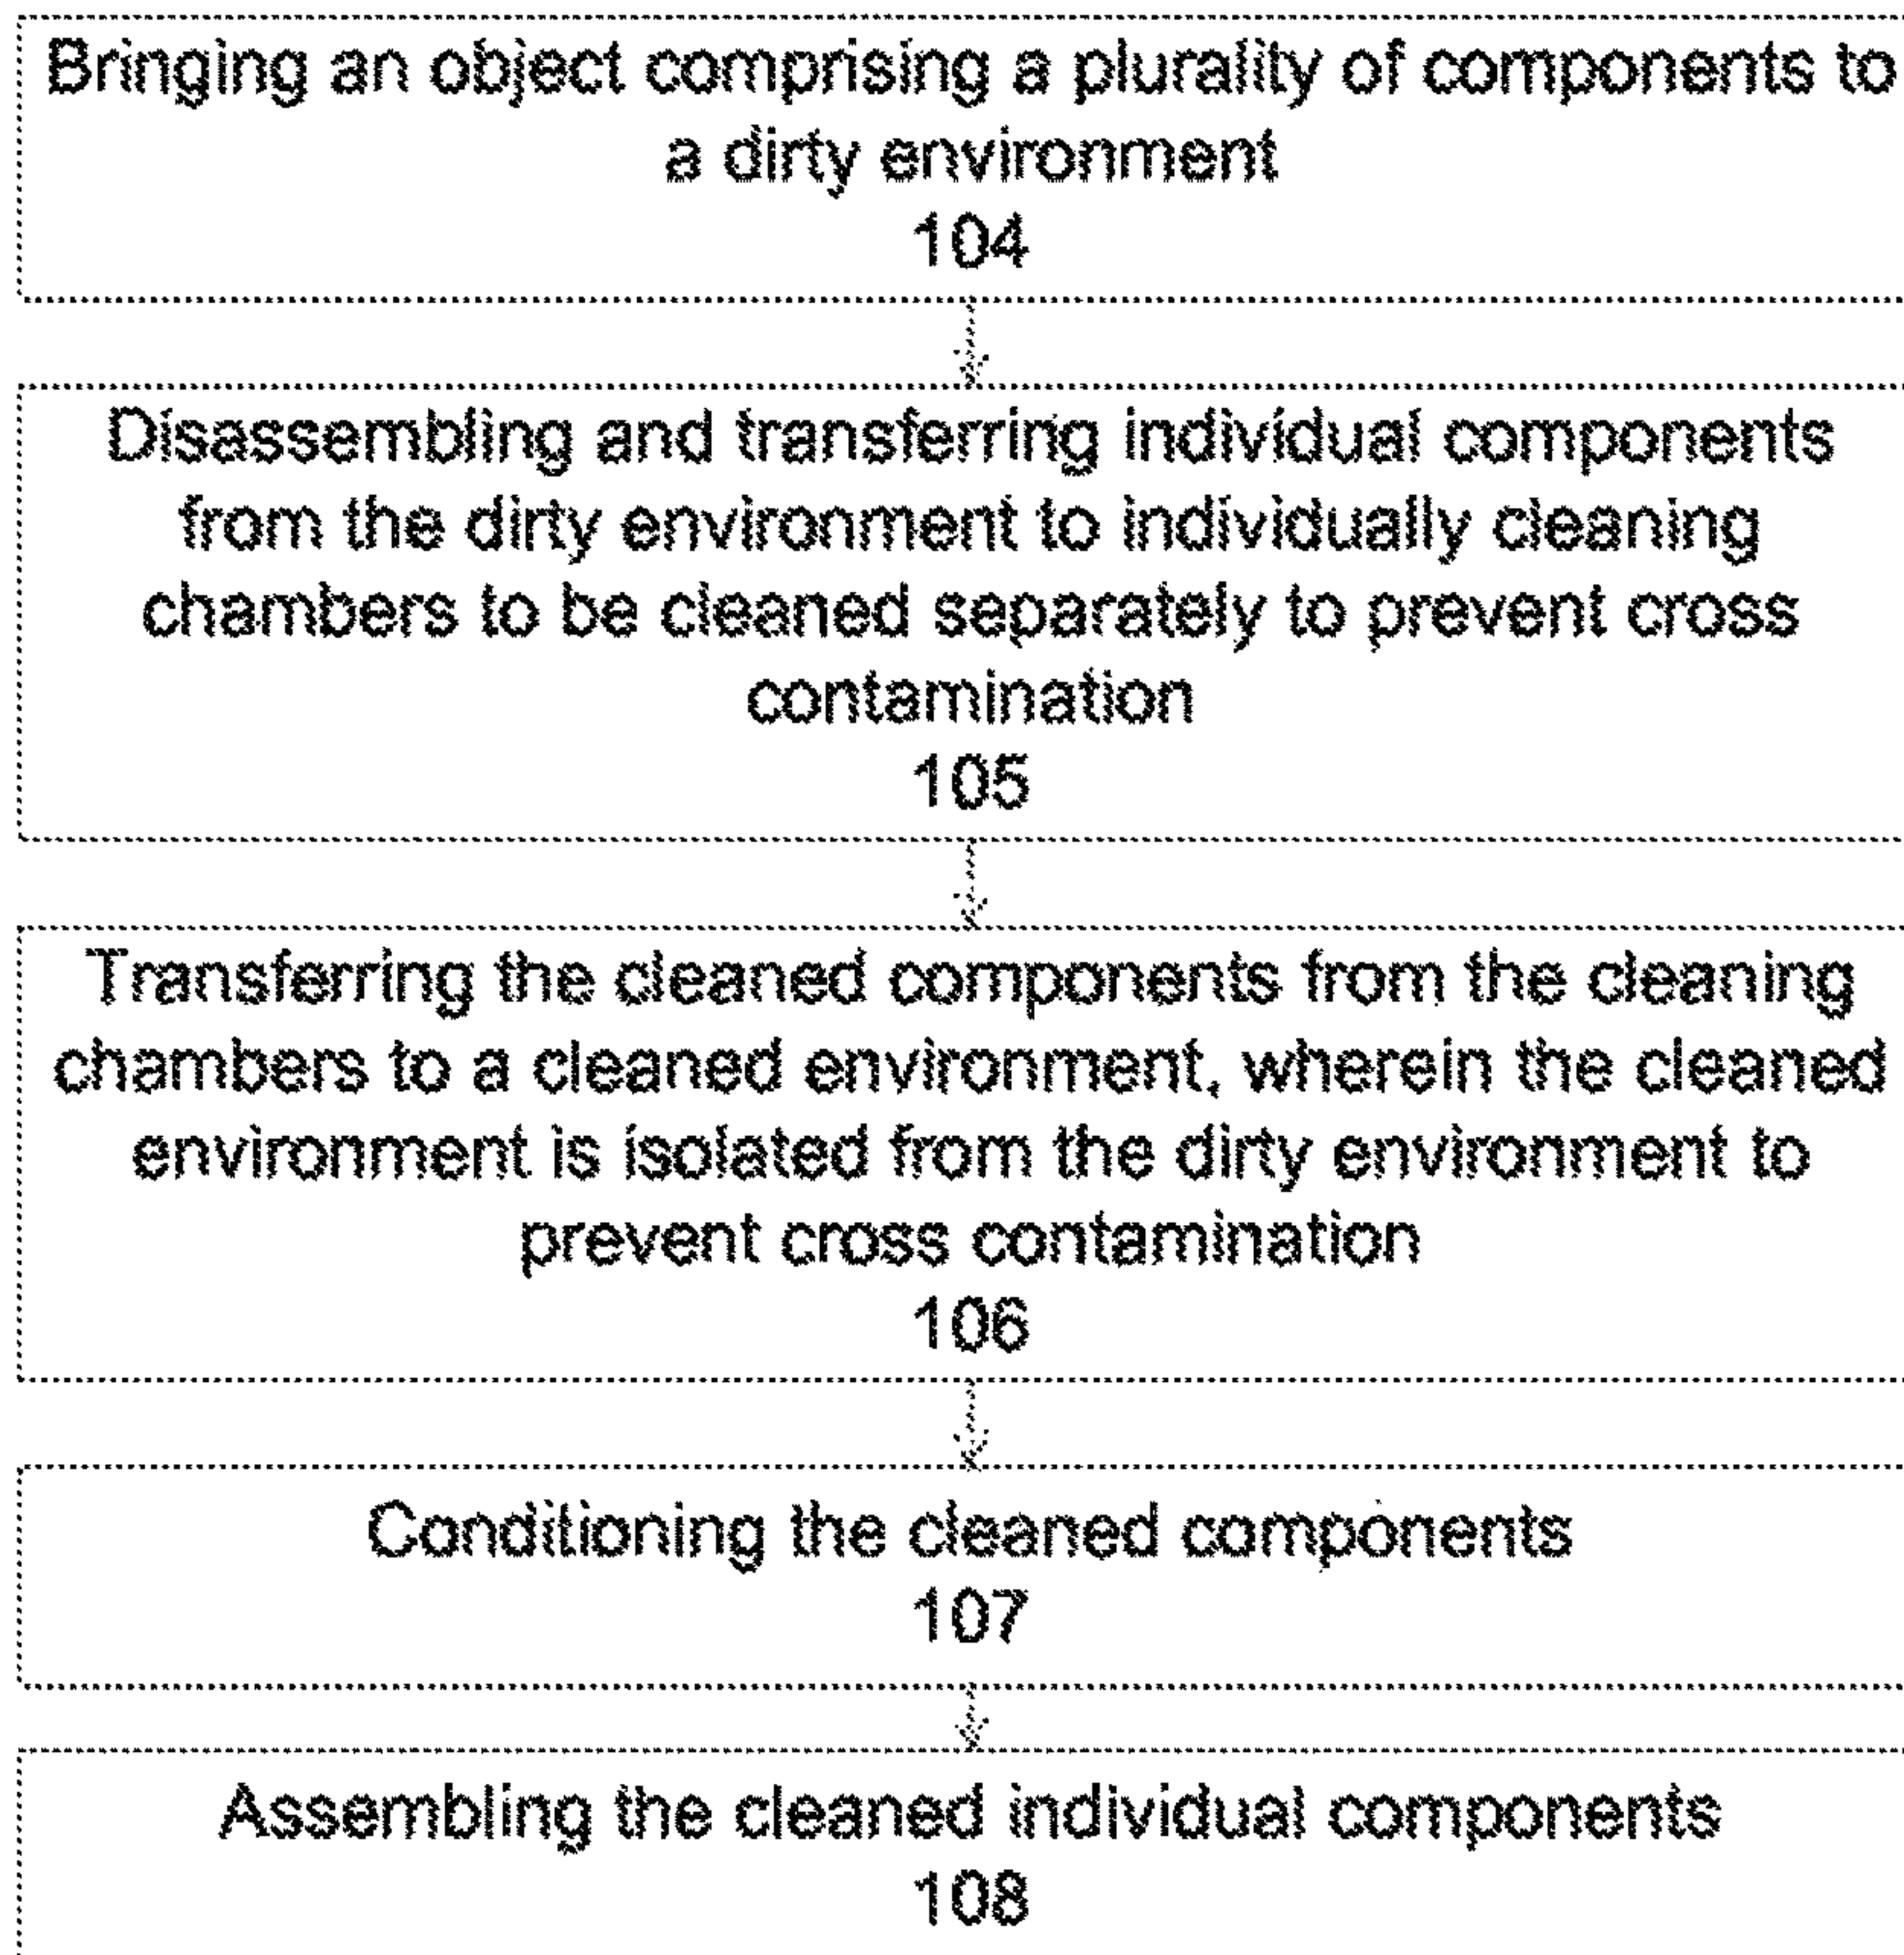 Bringing an object comprising a plurality of components to
a dirty environment
104
Disassembling and transferring individual components
from the dirty environment to individually cleaning
chambers to be cleaned separately to prevent cross
contamination
105
Transferring the cleaned components from the cleaning
chambers to a cleaned environment, wherein the cleaned
environment is isolated from the dirty environment to
prevent cross contamination
106
Conditioning the cleaned components
107
Assembling the cleaned individual components
108